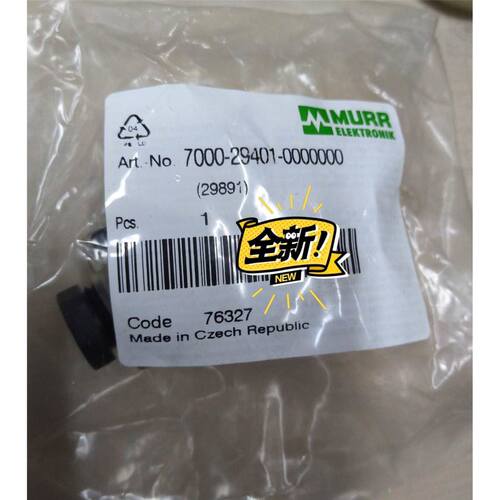 MURR
ELEKTRONIK
04
PE LD
Art.-No. 7000-29401-0000000
(29891)
Pcs. 1
全新!
NEW
Code 76327
Made in Czech Republic